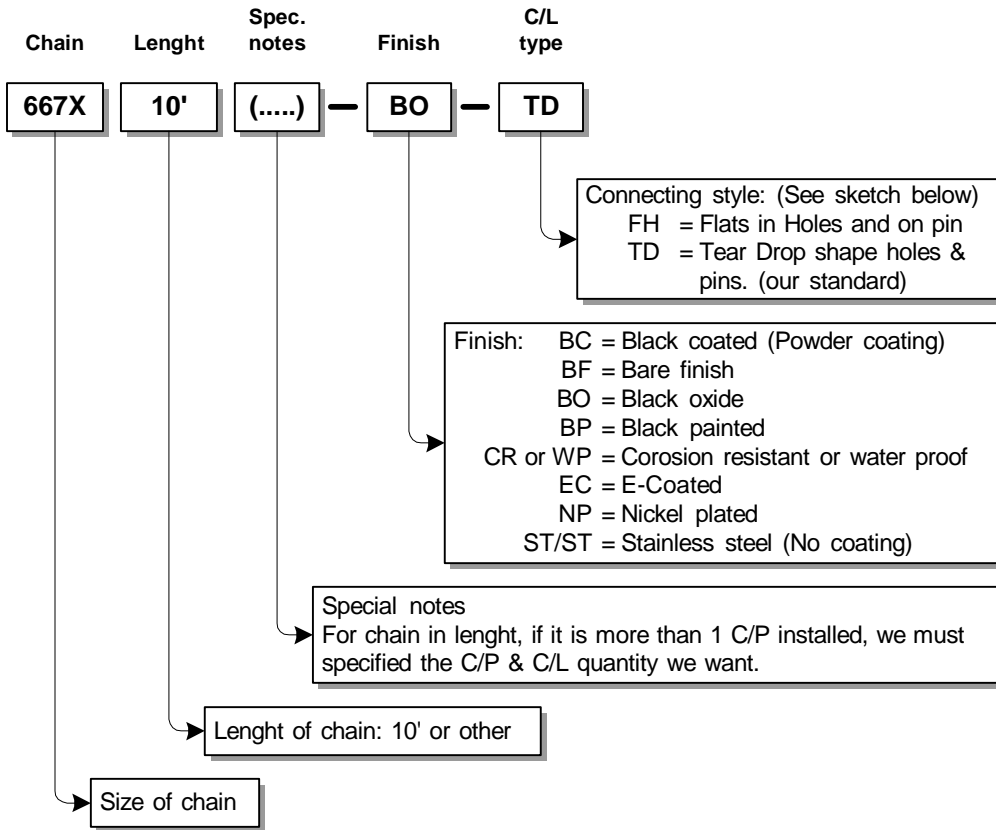 Spec. C/L
Chain Lenght notes Finish type
667X 10' (.....) – BO – TD
Connecting style: (See sketch below)
FH = Flats in Holes and on pin
TD = Tear Drop shape holes &
pins. (our standard)
Finish: BC = Black coated (Powder coating)
BF = Bare finish
BO = Black oxide
BP = Black painted
CR or WP = Corosion resistant or water proof
EC = E-Coated
NP = Nickel plated
ST/ST = Stainless steel (No coating)
Special notes
For chain in lenght, if it is more than 1 C/P installed, we must
specified the C/P & C/L quantity we want.
Lenght of chain: 10' or other
Size of chain